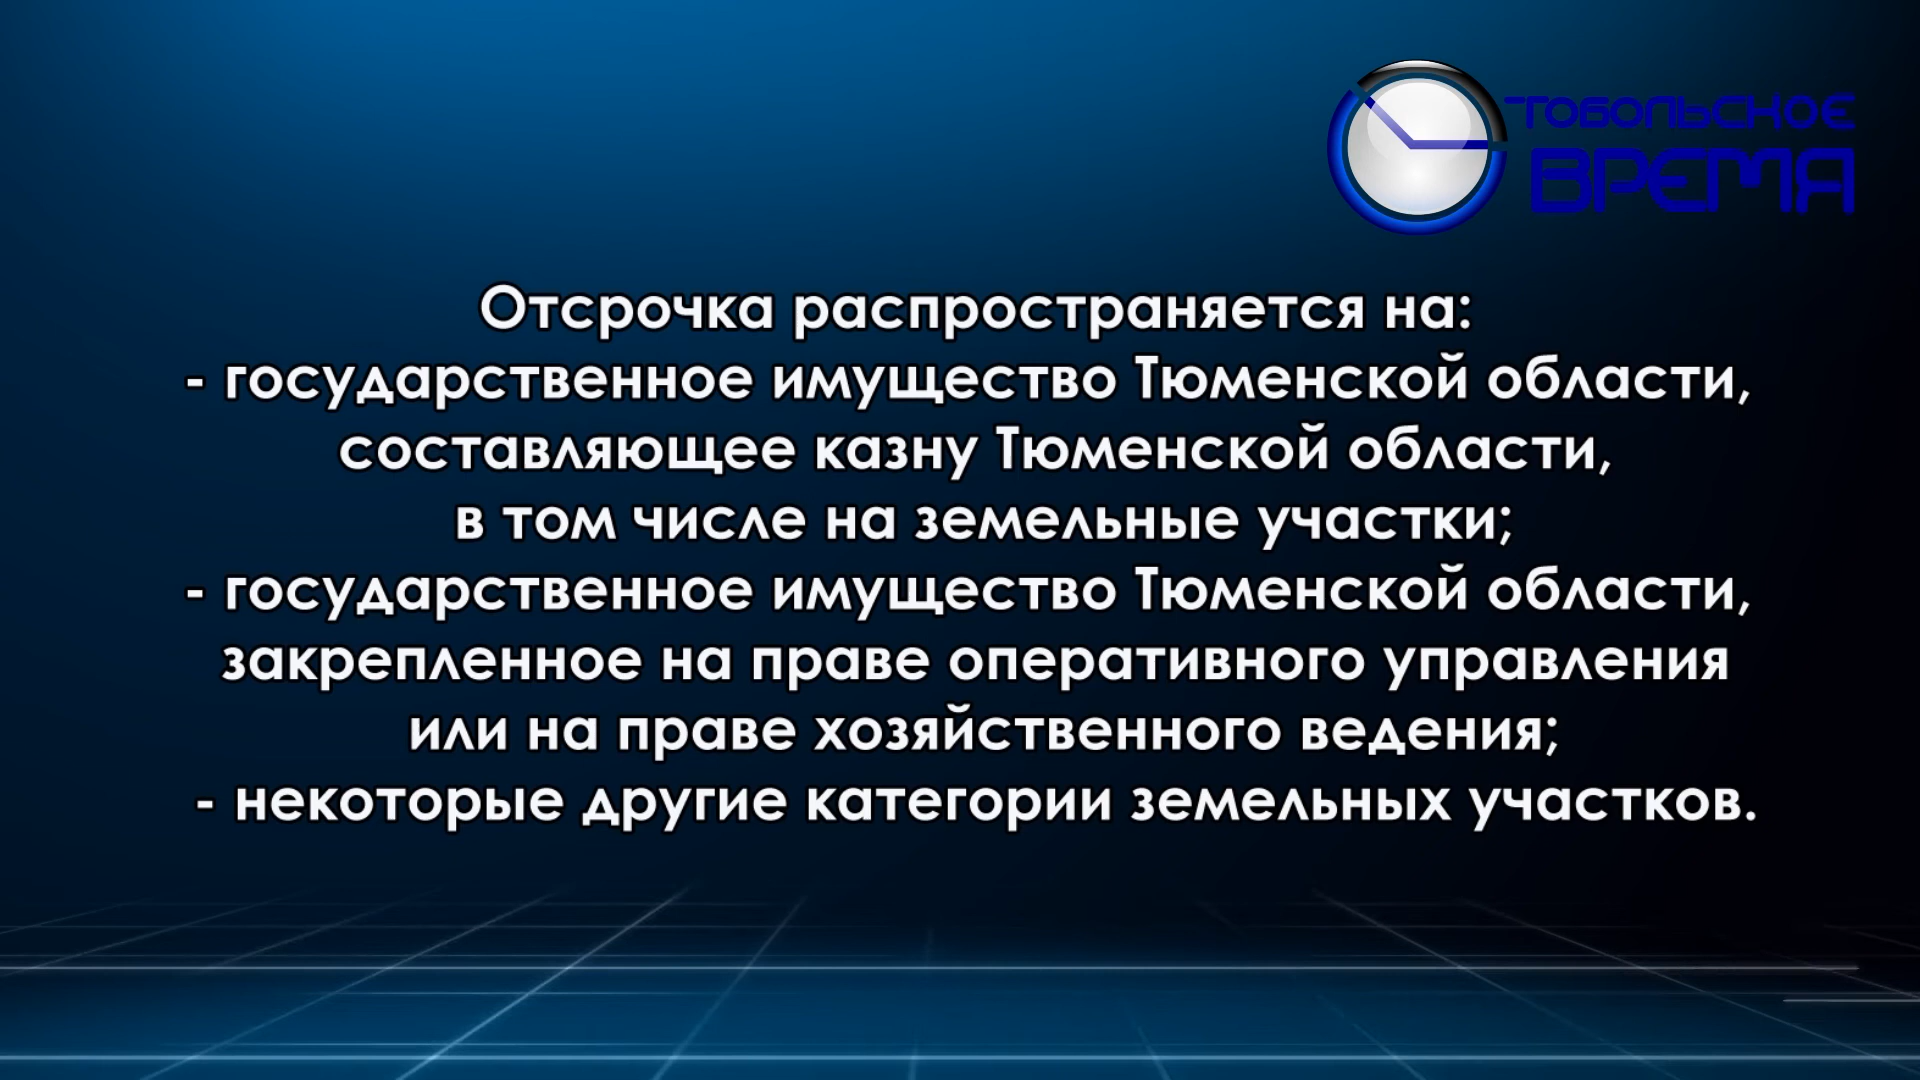 ТОБОЛЬСКОЕ
ВРЕМЯ
Отсрочка распространяется на:
- государственное имущество Тюменской области,
составляющее казну Тюменской области,
в том числе на земельные участки;
- государственное имущество Тюменской области,
закрепленное на праве оперативного управления
или на праве хозяйственного ведения;
- некоторые другие категории земельных участков.